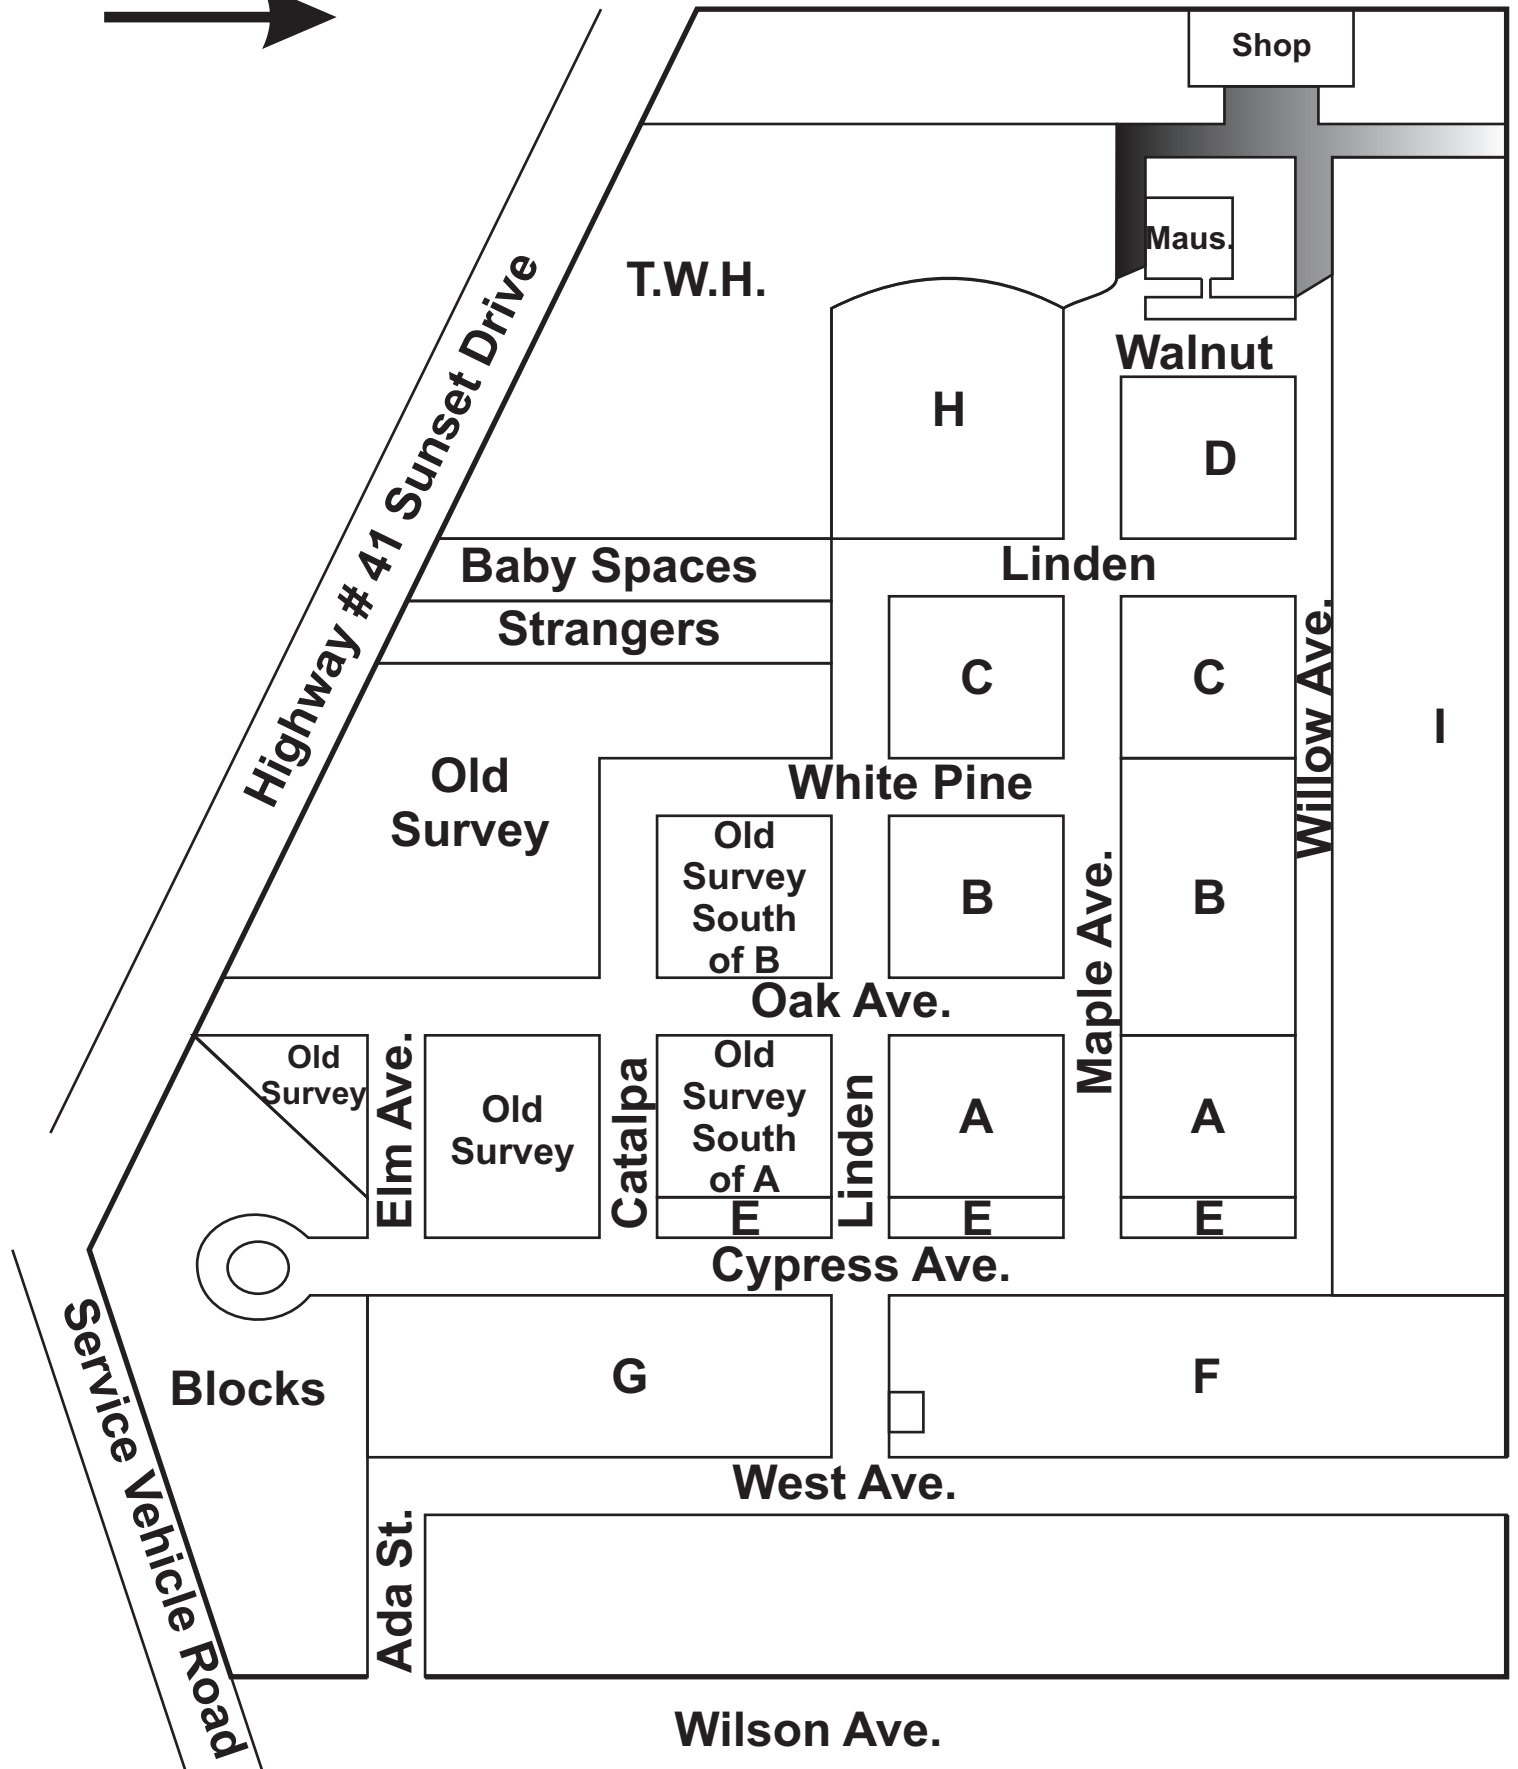 Shop
Maus.
T.W.H.
Walnut
H
D
Highway # 41 Sunset Drive
Baby Spaces
Linden
Strangers
C
C
Willow Ave.
I
Old
Survey
White Pine
Old
Survey
South
of B
B
B
Maple Ave.
Oak Ave.
Old
Survey
Elm Ave.
Old
Survey
Catalpa
Old
Survey
South
of A
Linden
A
A
E
E
E
Cypress Ave.
Service Vehicle Road
Blocks
G
F
West Ave.
Ada St.
Wilson Ave.